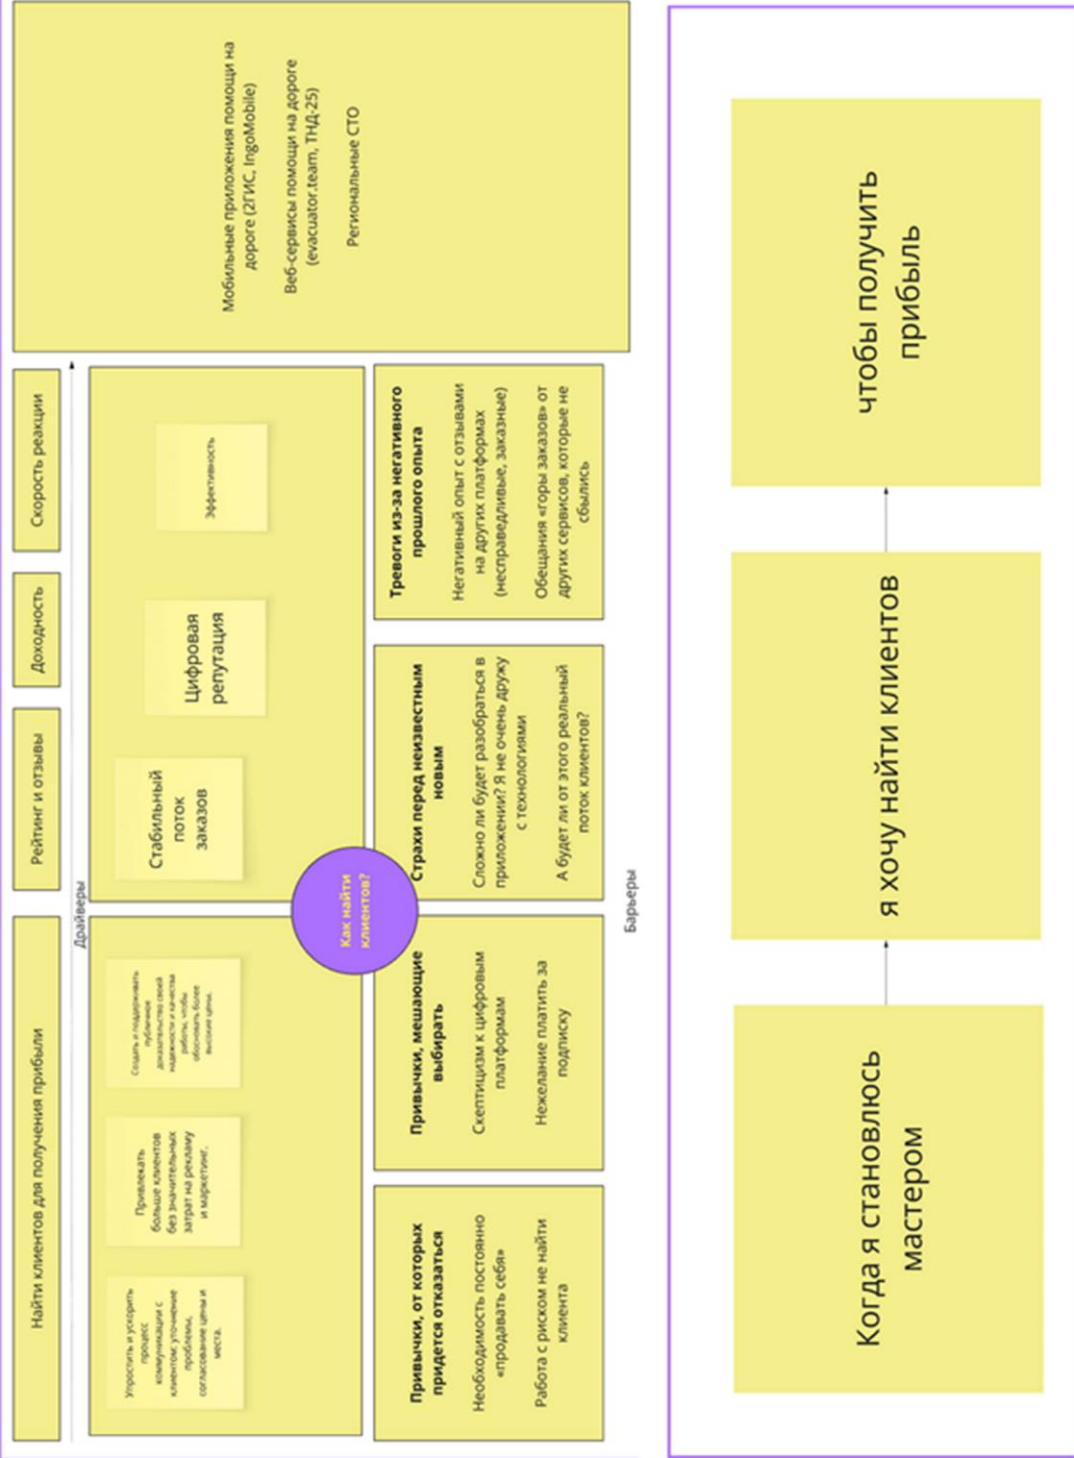 Найти клиентов для получения прибыли
Рейтинг и отзывы
Доходность
Скорость реакции
Драйверы
Упростить и ускорить
процесс
коммуникации с
клиентом: уточнение
проблемы,
согласование цены и
места.
Привлекать
больше клиентов
без значительных
затрат на рекламу
и маркетинг.
Создать и поддерживать
публичное
доказательство своей
надежности и качества
работы, чтобы
обосновать более
высокие цены.
Стабильный
поток
заказов
Цифровая
репутация
Эффективность
Как найти
клиентов?
Привычки, от которых
придется отказаться
Необходимость постоянно
«продавать себя»
Работа с риском не найти
клиента
Привычки, мешающие
выбирать
Скептицизм к цифровым
платформам
Нежелание платить за
подписку
Страхи перед неизвестным
новым
Сложно ли будет разобраться в
приложении? Я не очень дружу
с технологиями
А будет ли от этого реальный
поток клиентов?
Тревоги из-за негативного
прошлого опыта
Негативный опыт с отзывами
на других платформах
(несправедливые, заказные)
Обещания «горы заказов» от
других сервисов, которые не
сбылись
Барьеры
Мобильные приложения помощи на
дороге (2ГИС, IngoMobile)
Веб-сервисы помощи на дороге
(evacuator.team, ТНД-25)
Региональные СТО
Когда я становлюсь
мастером
я хочу найти клиентов
чтобы получить
прибыль